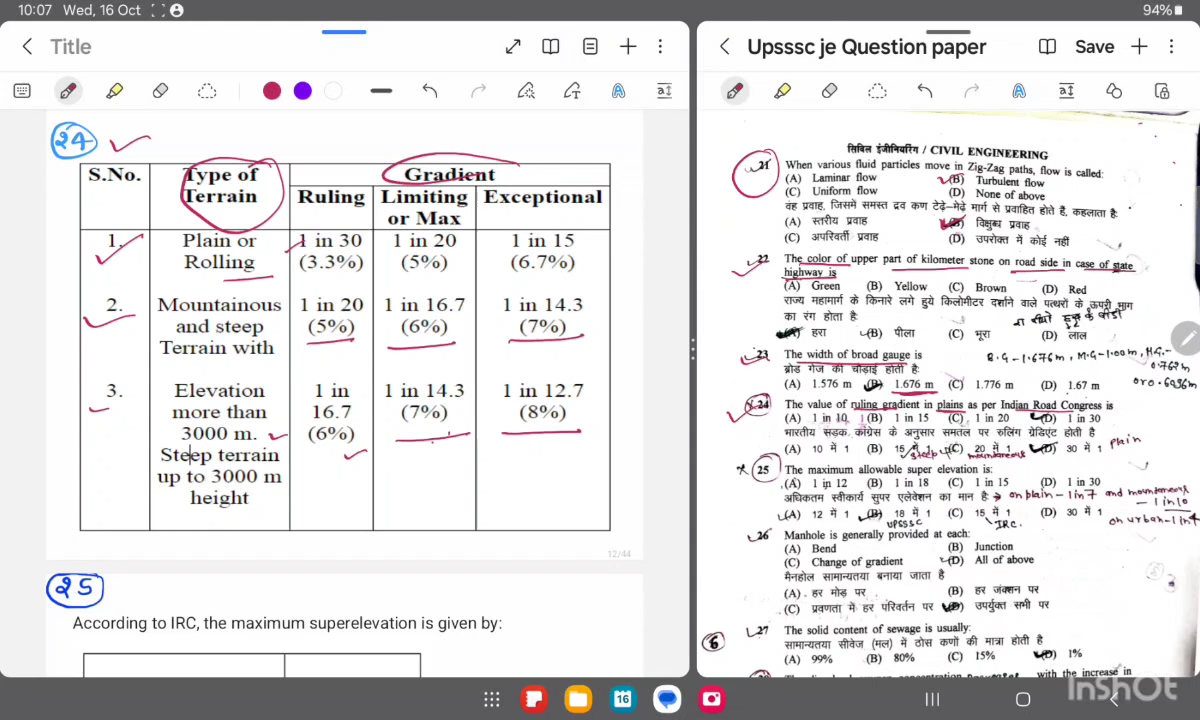 10:07 Wed, 16 Oct
94%
Title
24
S.No.
Type of Terrain
Gradient
Ruling
Limiting or Max
Exceptional
1.
Plain or Rolling
1 in 30 (3.3%)
1 in 20 (5%)
1 in 15 (6.7%)
2.
Mountainous and steep Terrain with
1 in 20 (5%)
1 in 16.7 (6%)
1 in 14.3 (7%)
3.
Elevation more than 3000 m. Steep terrain up to 3000 m height
1 in 16.7 (6%)
1 in 14.3 (7%)
1 in 12.7 (8%)
12/44
25
According to IRC, the maximum superelevation is given by:
Upsssc je Question paper
Save
सिविल इंजीनियरिंग / CIVIL ENGINEERING
21 When various fluid particles move in Zig-Zag paths, flow is called:
(A) Laminar flow (B) Turbulent flow
(C) Uniform flow (D) None of above
वह प्रवाह, जिसमें समस्त द्रव कण टेढ़े-मेढ़े मार्ग से प्रवाहित होते हैं, कहलाता है:
(A) स्तरीय प्रवाह (B) विक्षुब्ध प्रवाह
(C) अपरिवर्ती प्रवाह (D) उपरोक्त में कोई नहीं
22 The color of upper part of kilometer stone on road side in case of state
highway is
(A) Green (B) Yellow (C) Brown (D) Red
राज्य महामार्ग के किनारे लगे हुये किलोमीटर दर्शाने वाले पत्थरों के ऊपरी भाग
का रंग होता है:
(A) हरा (B) पीला (C) भूरा (D) लाल
23 The width of broad gauge is
B.G-1.676m, M.G-1.00m, HG.-
0.762m
ब्रोड गेज की चौड़ाई होती है:
(A) 1.576 m (B) 1.676 m (C) 1.776 m (D) 1.67 m
24 The value of ruling gradient in plains as per Indian Road Congress is
(A) 1 in 10 (B) 1 in 15 (C) 1 in 20 (D) 1 in 30
भारतीय सड़क काँग्रेस के अनुसार समतल पर रुलिंग ग्रेडिएंट होती है
(A) 10 में 1 (B) 15 में 1 (C) 20 में 1 (D) 30 में 1 plain
steep mountaneous
25 The maximum allowable super elevation is:
(A) 1 in 12 (B) 1 in 18 (C) 1 in 15 (D) 1 in 30
अधिकतम स्वीकार्य सुपर एलेवेशन का मान है: on plain - 1 in 7 and mountaneous
- 1 in 10
(A) 12 में 1 (B) 18 में 1 (C) 15 में 1 (D) 30 में 1
UPSSSC IRC.
on urban-1 in
26 Manhole is generally provided at each:
(A) Bend (B) Junction
(C) Change of gradient (D) All of above
मैनहोल सामान्यतया बनाया जाता है
(A) हर मोड़ पर (B) हर जंक्शन पर
(C) प्रवणता में हर परिवर्तन पर (D) उपर्युक्त सभी पर
6
27 The solid content of sewage is usually:
सामान्यतया सीवेज (मल) में ठोस कणों की मात्रा होती है
(A) 99% (B) 80% (C) 15% (D) 1%
with the increase in
InShOt
16